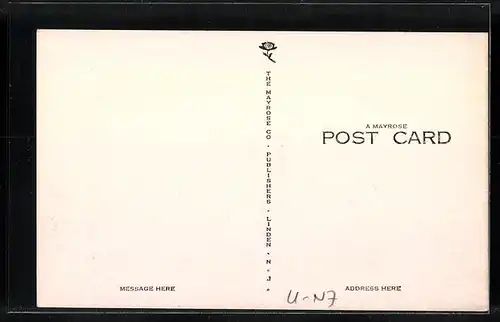 THE MAYROSE CO • PUBLISHERS • LINDEN • N • J •
A MAYROSE
POST CARD
MESSAGE HERE
ADDRESS HERE
U-N7